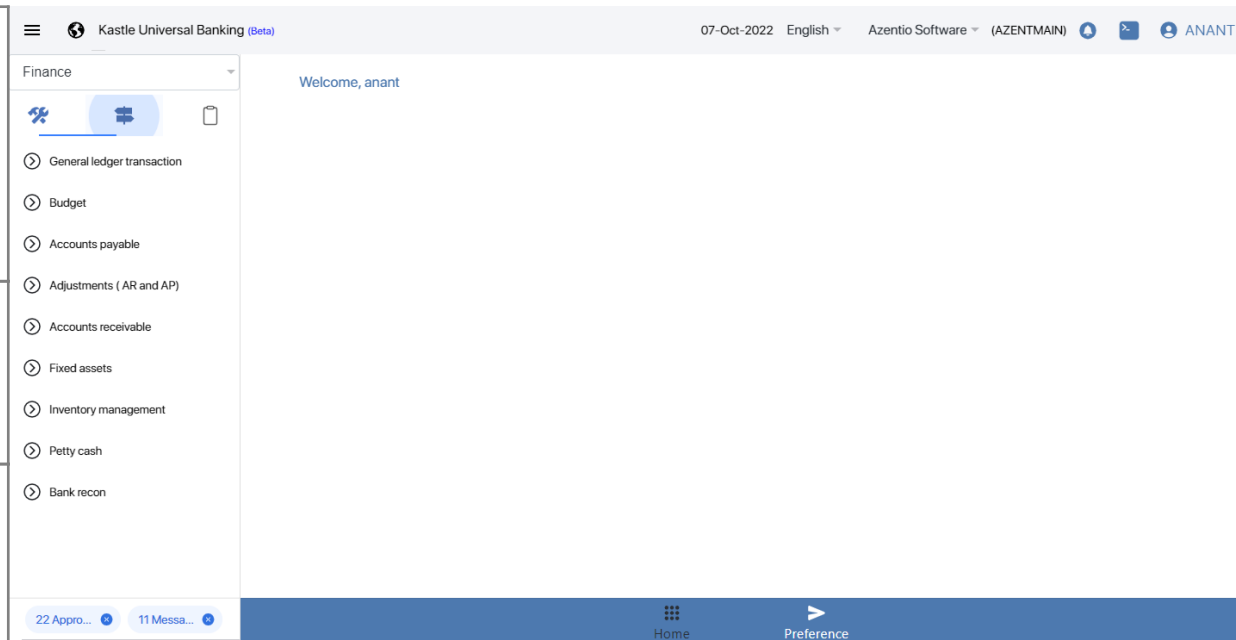 Kastle Universal Banking (Beta) 07-Oct-2022 English Azentio Software (AZENTMAIN) ANANT
Finance
Welcome, anant
General ledger transaction
Budget
Accounts payable
Adjustments ( AR and AP)
Accounts receivable
Fixed assets
Inventory management
Petty cash
Bank recon
22 Appro... 11 Messa...
Home Preference